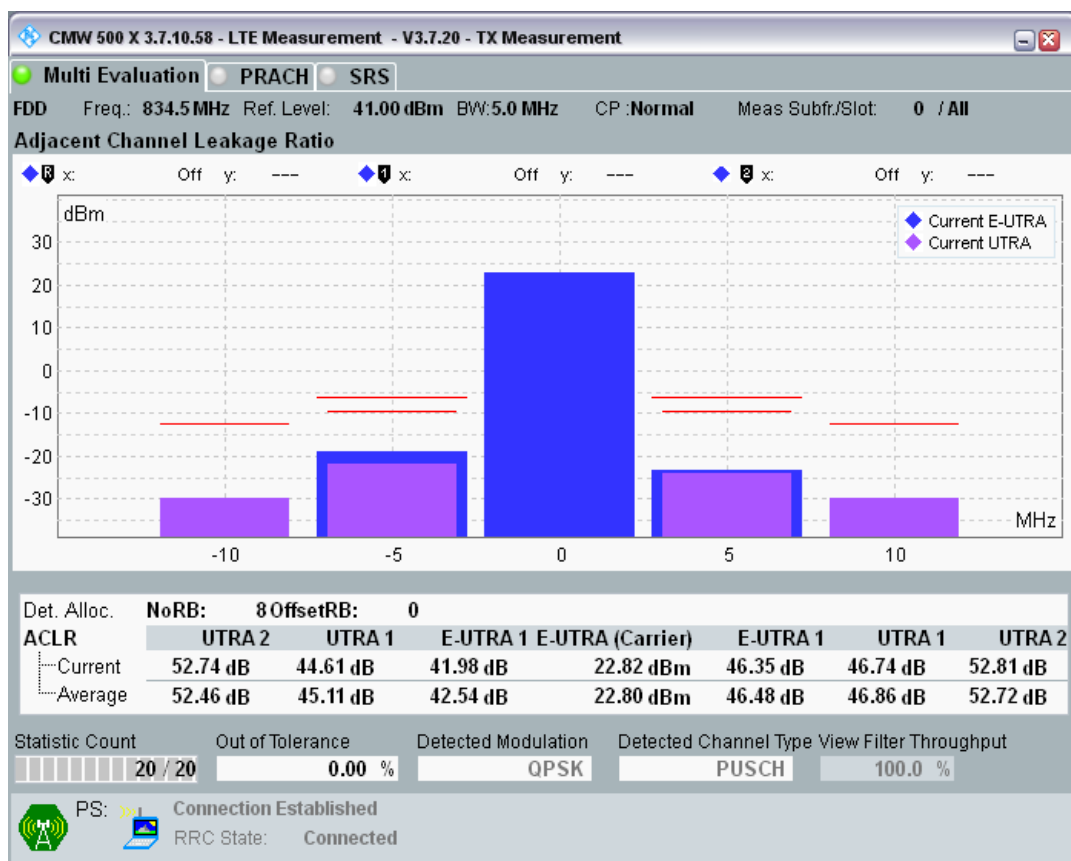 CMW 500 X 3.7.10.58 - LTE Measurement - V3.7.20 - TX Measurement
Multi Evaluation PRACH SRS
FDD Freq.: 834.5 MHz Ref. Level: 41.00 dBm BW:5.0 MHz CP :Normal Meas Subfr./Slot: 0 / All
Adjacent Channel Leakage Ratio
R x: Off y: --- 1 x: Off y: --- 2 x: Off y: ---
dBm
Current E-UTRA
Current UTRA
30
20
10
0
-10
-20
-30
MHz
-10 -5 0 5 10
Det. Alloc. NoRB: 8 OffsetRB: 0
ACLR UTRA 2 UTRA 1 E-UTRA 1 E-UTRA (Carrier) E-UTRA 1 UTRA 1 UTRA 2
Current 52.74 dB 44.61 dB 41.98 dB 22.82 dBm 46.35 dB 46.74 dB 52.81 dB
Average 52.46 dB 45.11 dB 42.54 dB 22.80 dBm 46.48 dB 46.86 dB 52.72 dB
Statistic Count Out of Tolerance Detected Modulation Detected Channel Type View Filter Throughput
20 / 20 0.00 % QPSK PUSCH 100.0 %
PS: Connection Established
RRC State: Connected